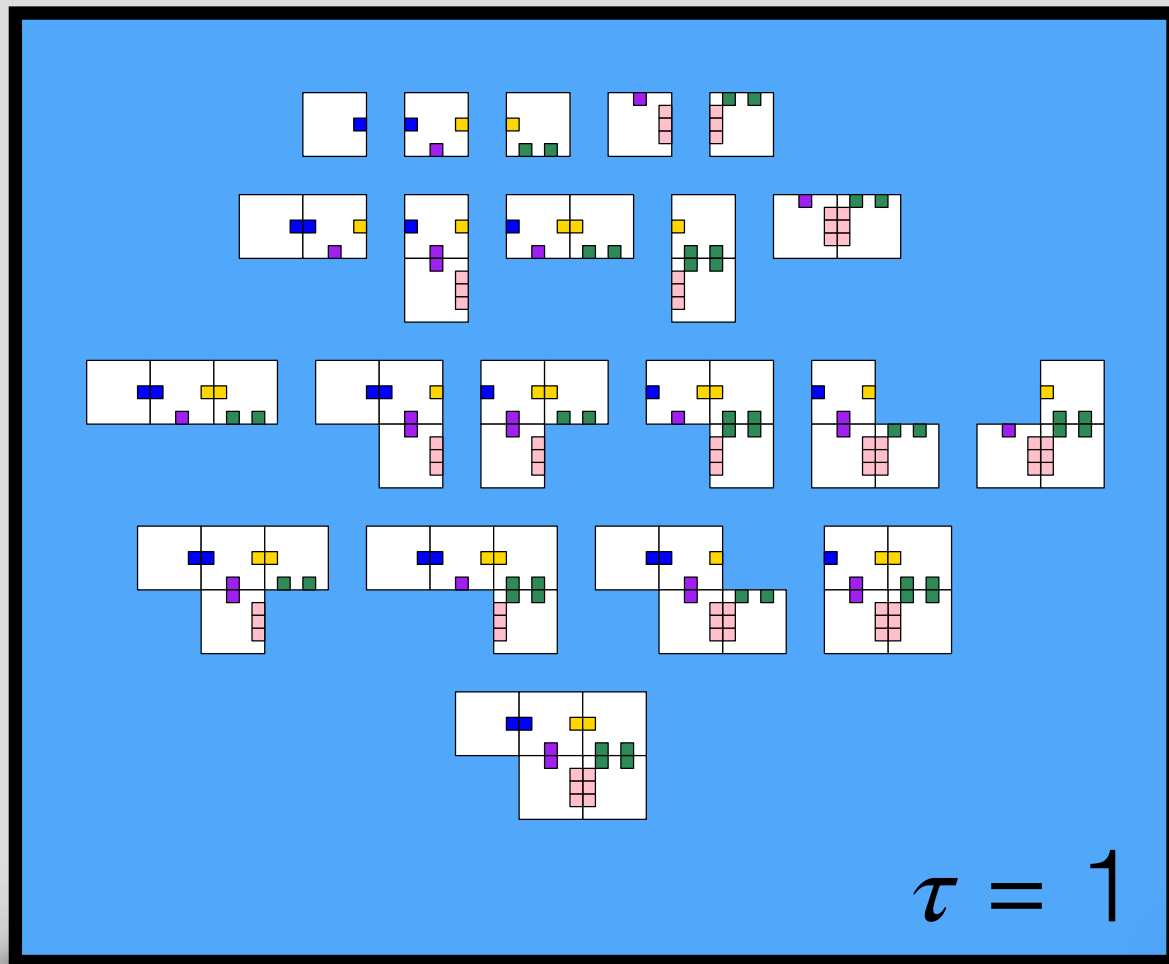 τ = 1